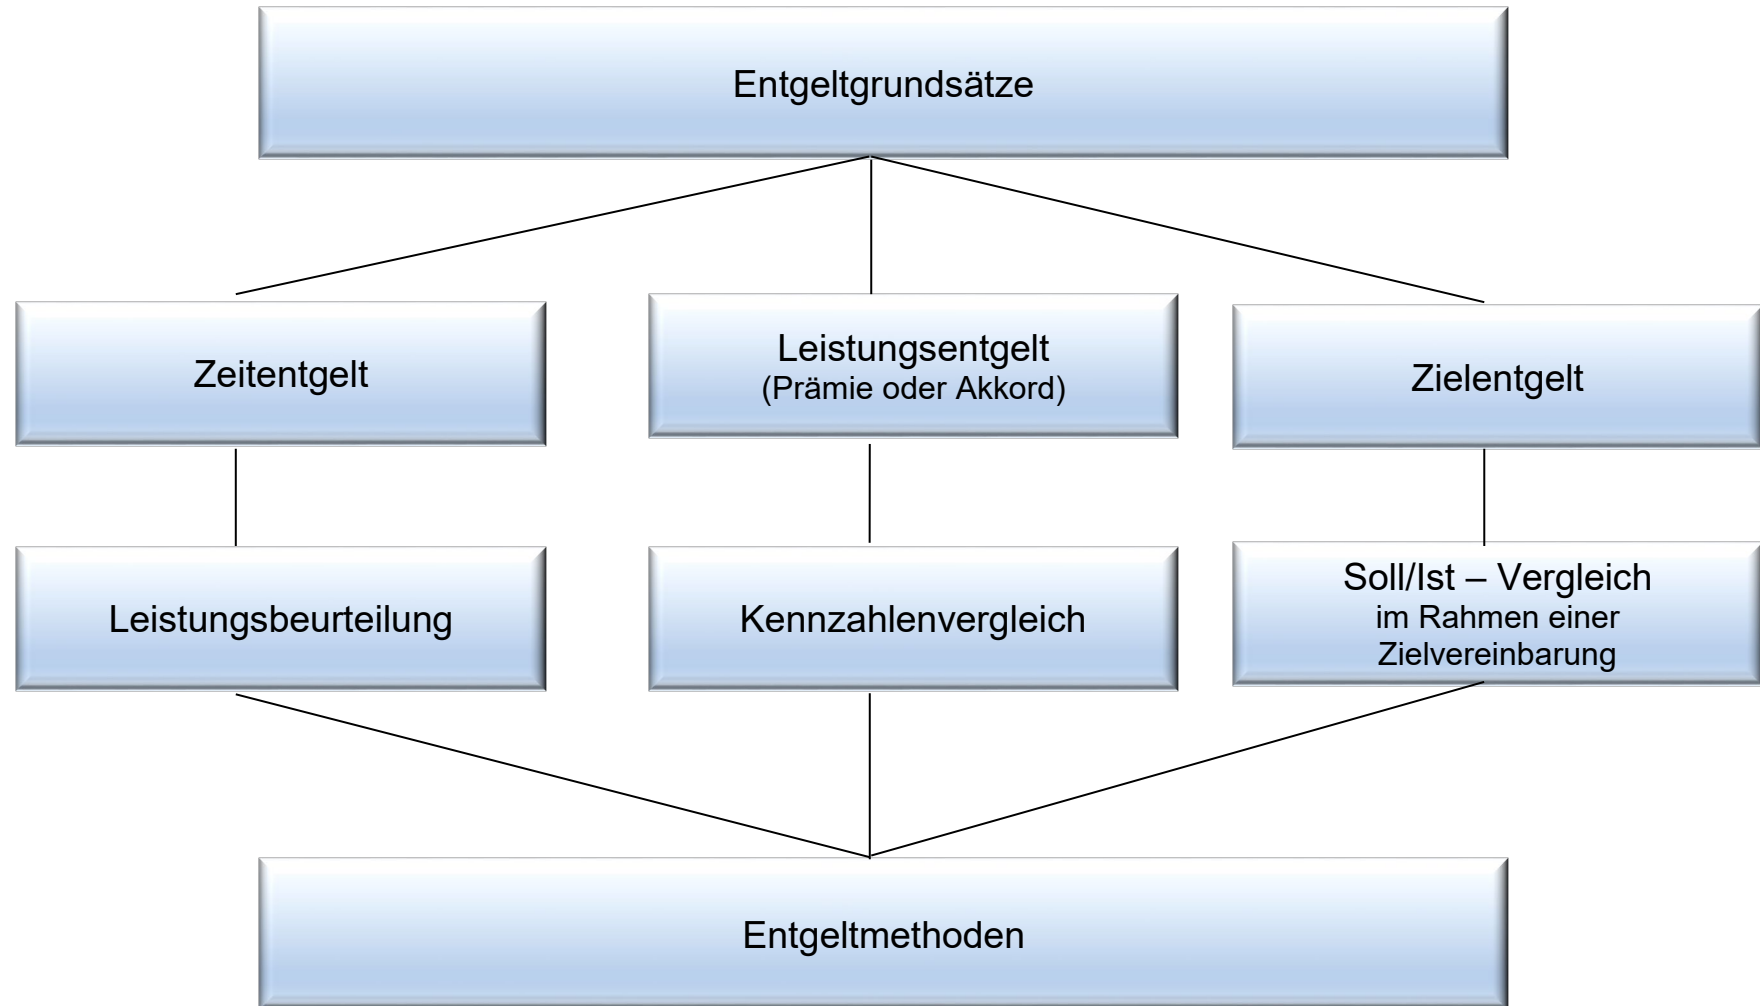 Entgeltgrundsätze
Zeitentgelt
Leistungsentgelt
(Prämie oder Akkord)
Zielentgelt
Leistungsbeurteilung
Kennzahlenvergleich
Soll/Ist – Vergleich
im Rahmen einer
Zielvereinbarung
Entgeltmethoden